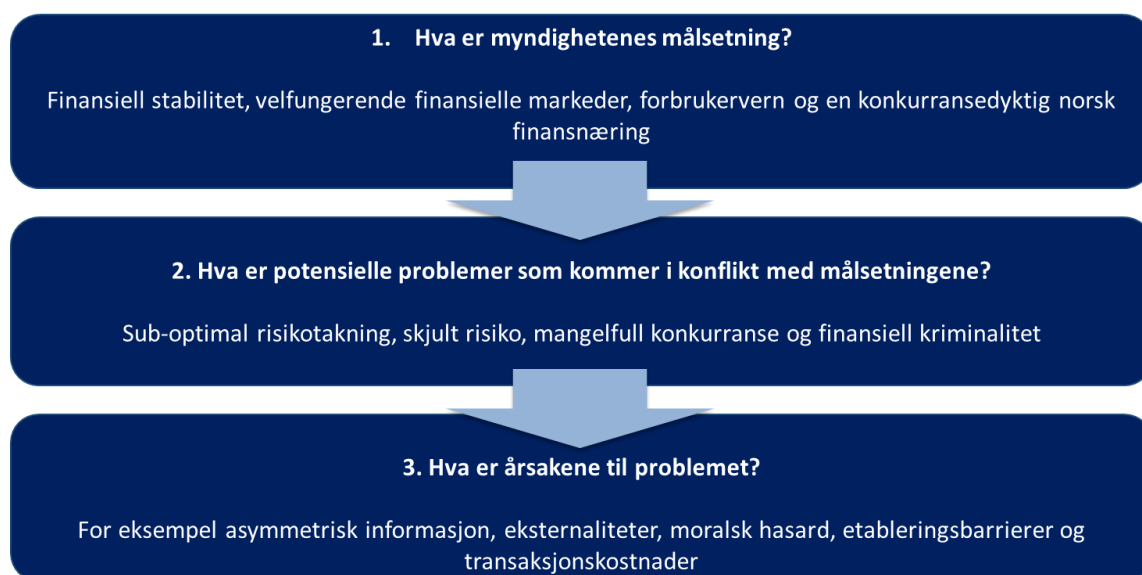 1. Hva er myndighetenes målsetning?
Finansiell stabilitet, velfungerende finansielle markeder, forbrukervern og en konkurransedyktig norsk
finansnæring
2. Hva er potensielle problemer som kommer i konflikt med målsetningene?
Sub-optimal risikotakning, skjult risiko, mangelfull konkurranse og finansiell kriminalitet
3. Hva er årsakene til problemet?
For eksempel asymmetrisk informasjon, eksternaliteter, moralsk hasard, etableringsbarrierer og
transaksjonskostnader